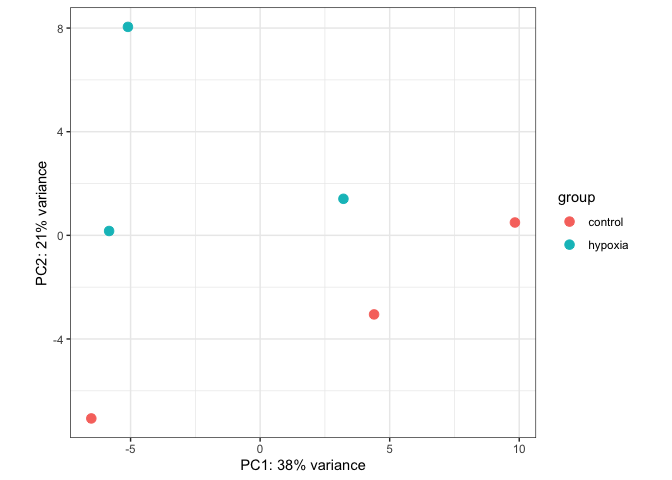 8
4
0
-4
PC2: 21% variance
-5
0
5
10
PC1: 38% variance
group
control
hypoxia